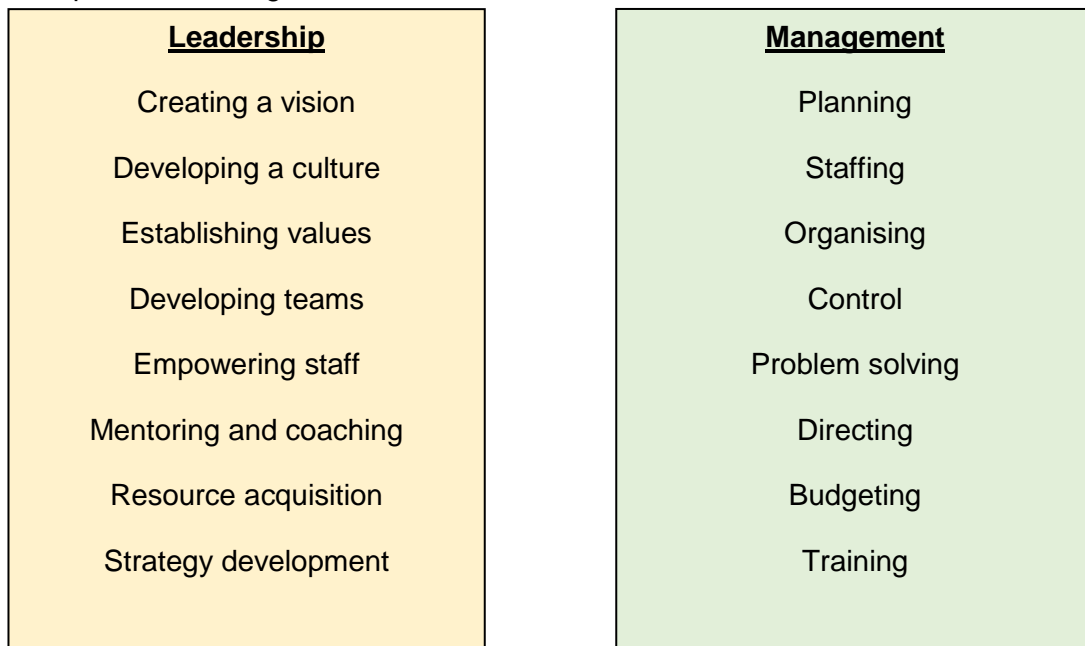 Leadership
Creating a vision
Developing a culture
Establishing values
Developing teams
Empowering staff
Mentoring and coaching
Resource acquisition
Strategy development
Management
Planning
Staffing
Organising
Control
Problem solving
Directing
Budgeting
Training